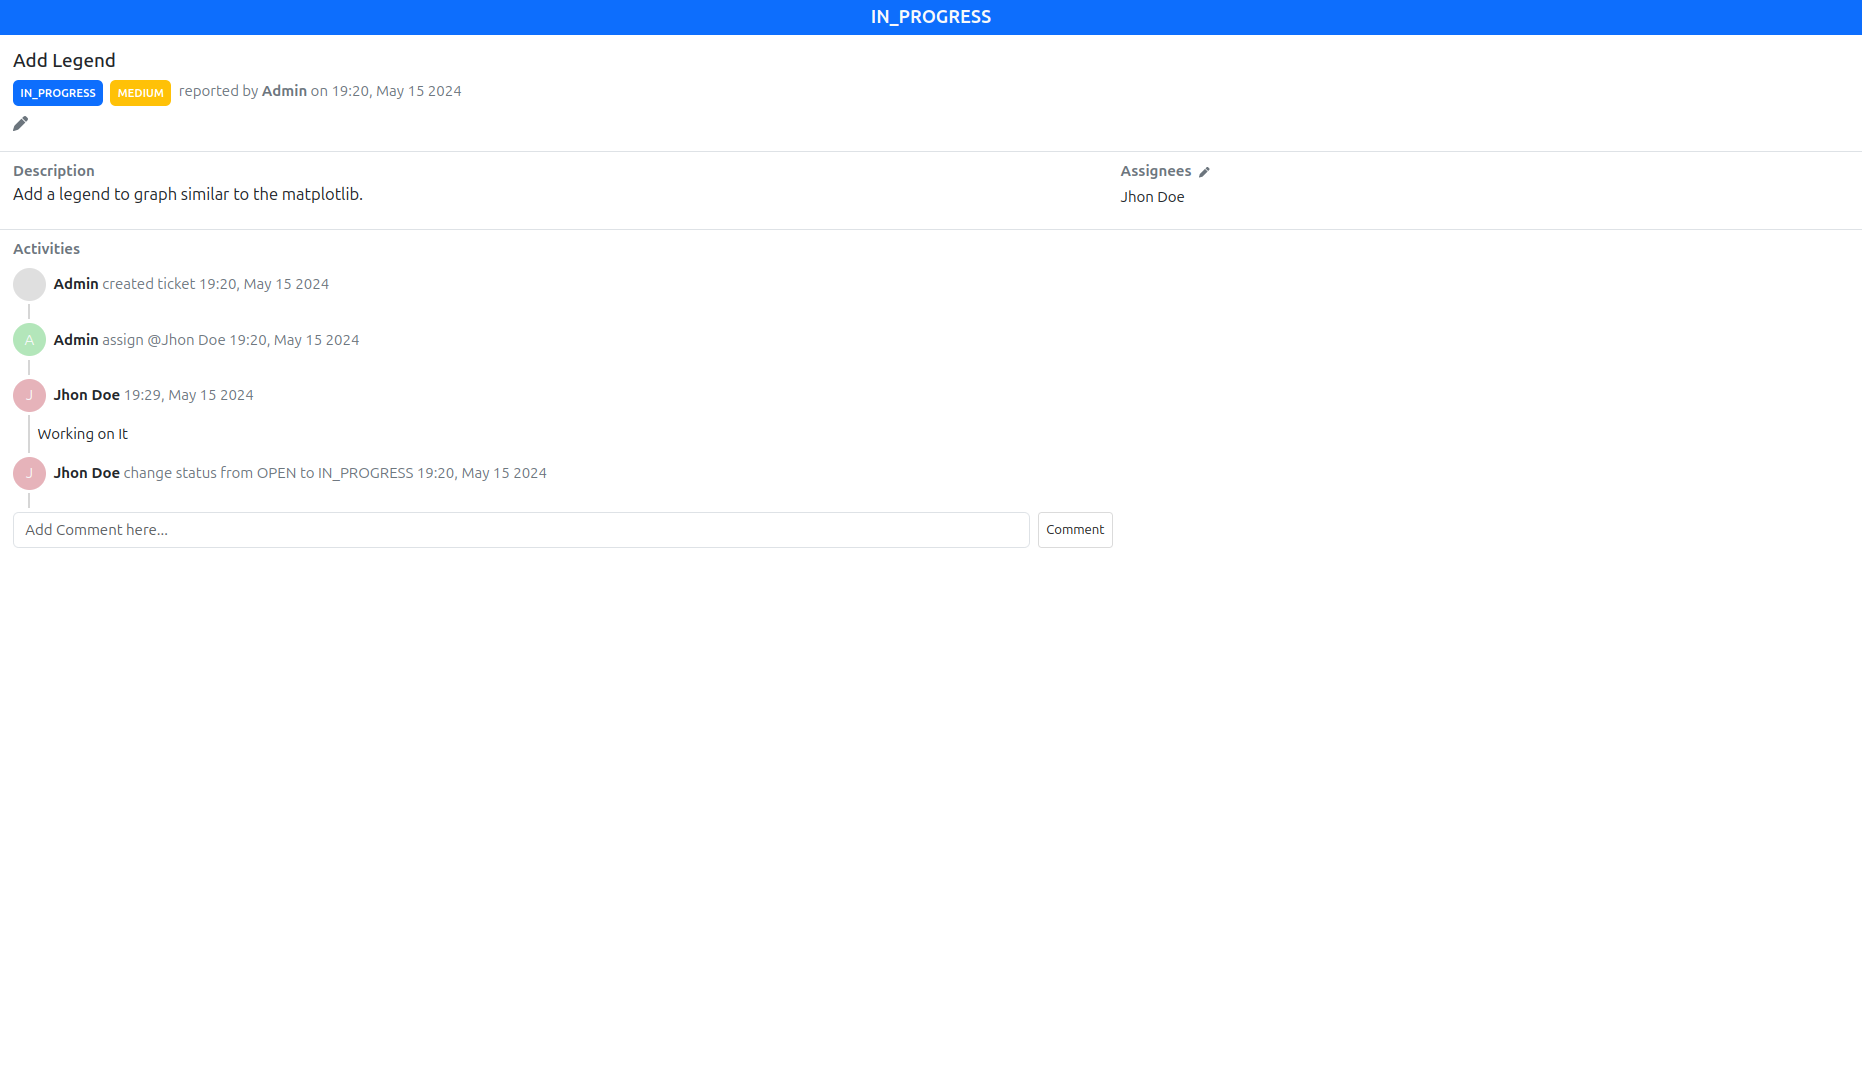 IN_PROGRESS
Add Legend
IN_PROGRESS MEDIUM reported by Admin on 19:20, May 15 2024
Description
Add a legend to graph similar to the matplotlib.
Assignees
Jhon Doe
Activities
Admin created ticket 19:20, May 15 2024
A Admin assign @Jhon Doe 19:20, May 15 2024
J Jhon Doe 19:29, May 15 2024
Working on It
J Jhon Doe change status from OPEN to IN_PROGRESS 19:20, May 15 2024
Add Comment here... Comment